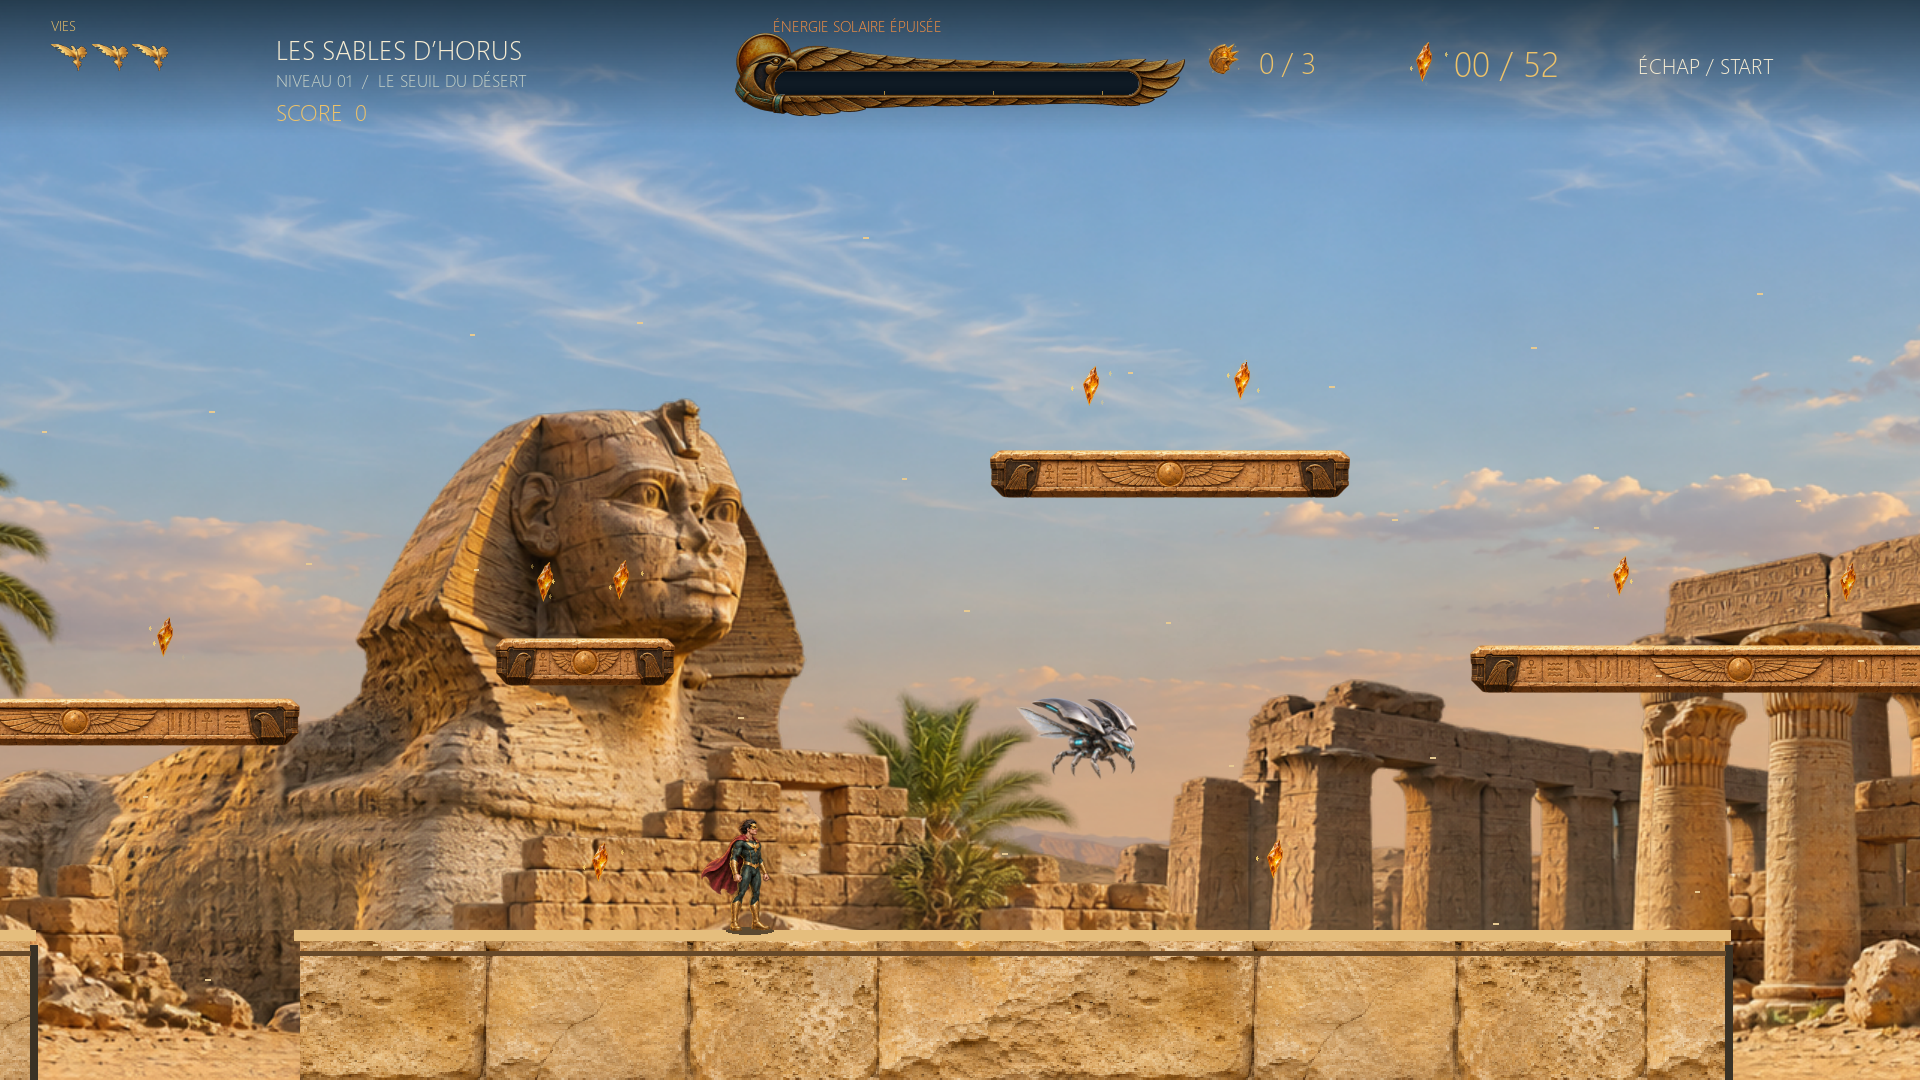 VIES
LES SABLES D’HORUS
NIVEAU 01 / LE SEUIL DU DÉSERT
SCORE 0
ÉNERGIE SOLAIRE ÉPUISÉE
0 / 3
00 / 52
ÉCHAP / START